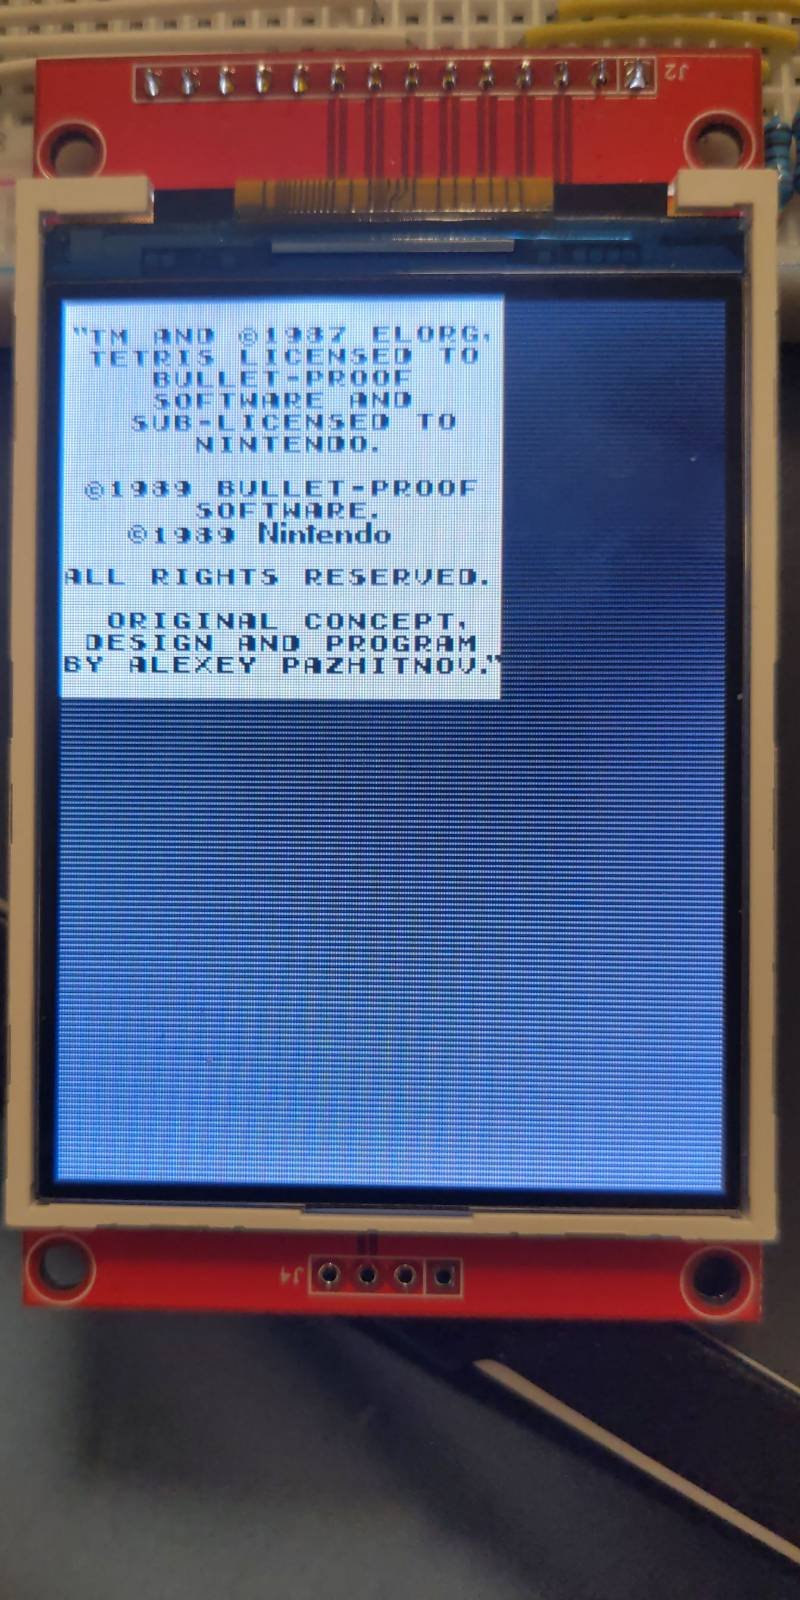 J2
"TM AND ©1987 ELORG,
TETRIS LICENSED TO
BULLET-PROOF
SOFTWARE AND
SUB-LICENSED TO
NINTENDO.
©1989 BULLET-PROOF
SOFTWARE.
©1989 Nintendo
ALL RIGHTS RESERVED.
ORIGINAL CONCEPT,
DESIGN AND PROGRAM
BY ALEXEY PAZHITNOV."
J4